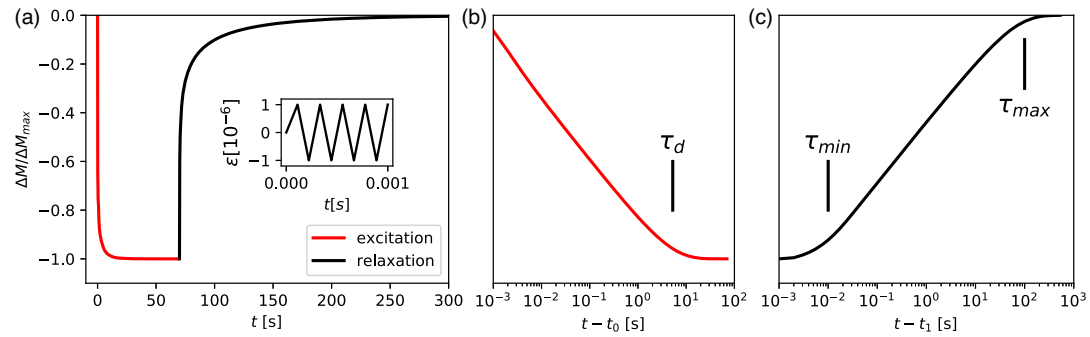 (a)
0.0
−0.2
−0.4
−0.6
−0.8
−1.0
ΔM/ΔM_max
0
50
100
150
200
250
300
t [s]
ε[10⁻⁶]
1
0
−1
0.000
0.001
t[s]
excitation
relaxation
(b)
τ_d
10⁻³
10⁻²
10⁻¹
10⁰
10¹
10²
t − t₀ [s]
(c)
τ_min
τ_max
10⁻³
10⁻²
10⁻¹
10⁰
10¹
10²
10³
t − t₁ [s]